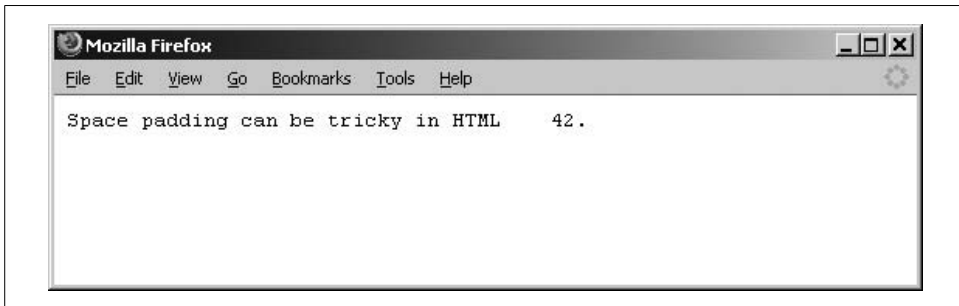 Mozilla Firefox
File Edit View Go Bookmarks Tools Help
Space padding can be tricky in HTML    42.